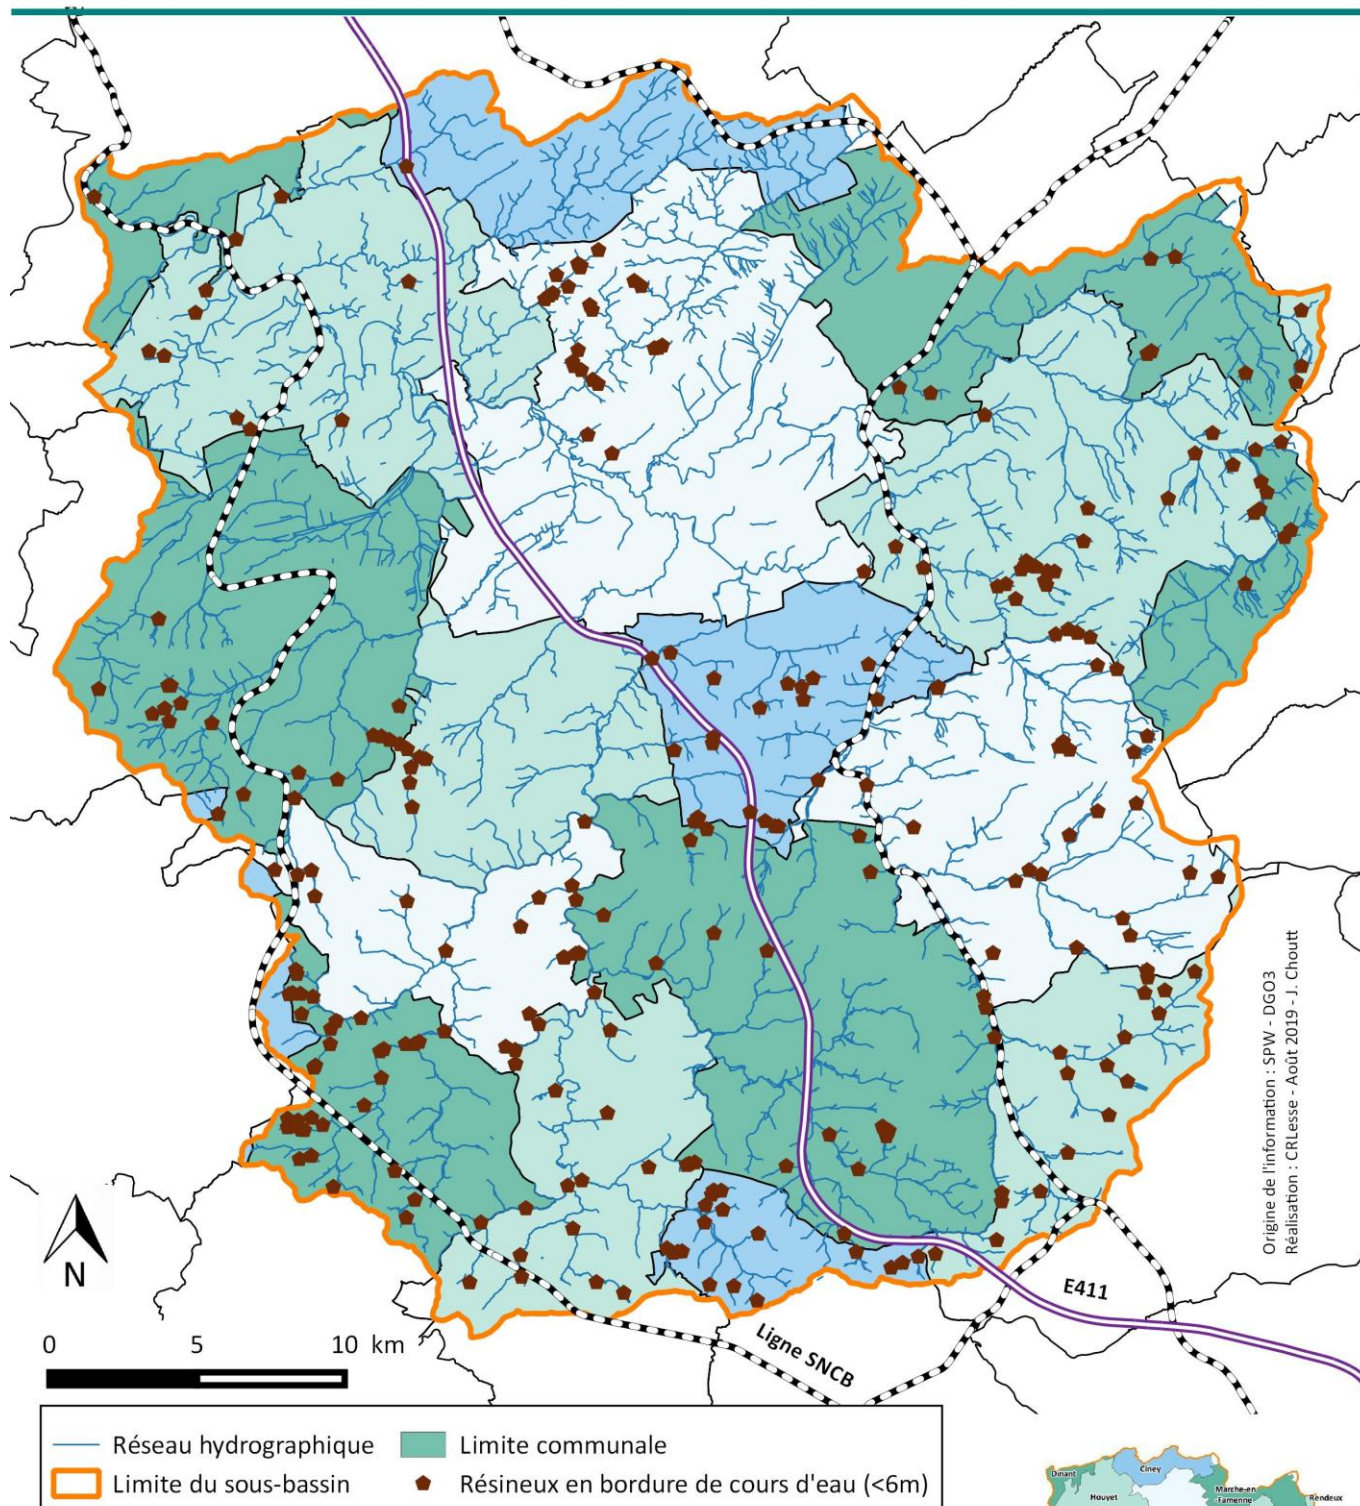 Origine de l'information : SPW - DGO3
Réalisation : CRLesse - Août 2019 - J. Choutt
N
E411
Ligne SNCB
0 5 10 km
Réseau hydrographique
Limite communale
Limite du sous-bassin
Résineux en bordure de cours d'eau (<6m)
Dinant
Ciney
Houyet
Marche-en
-Famenne
Rendeux